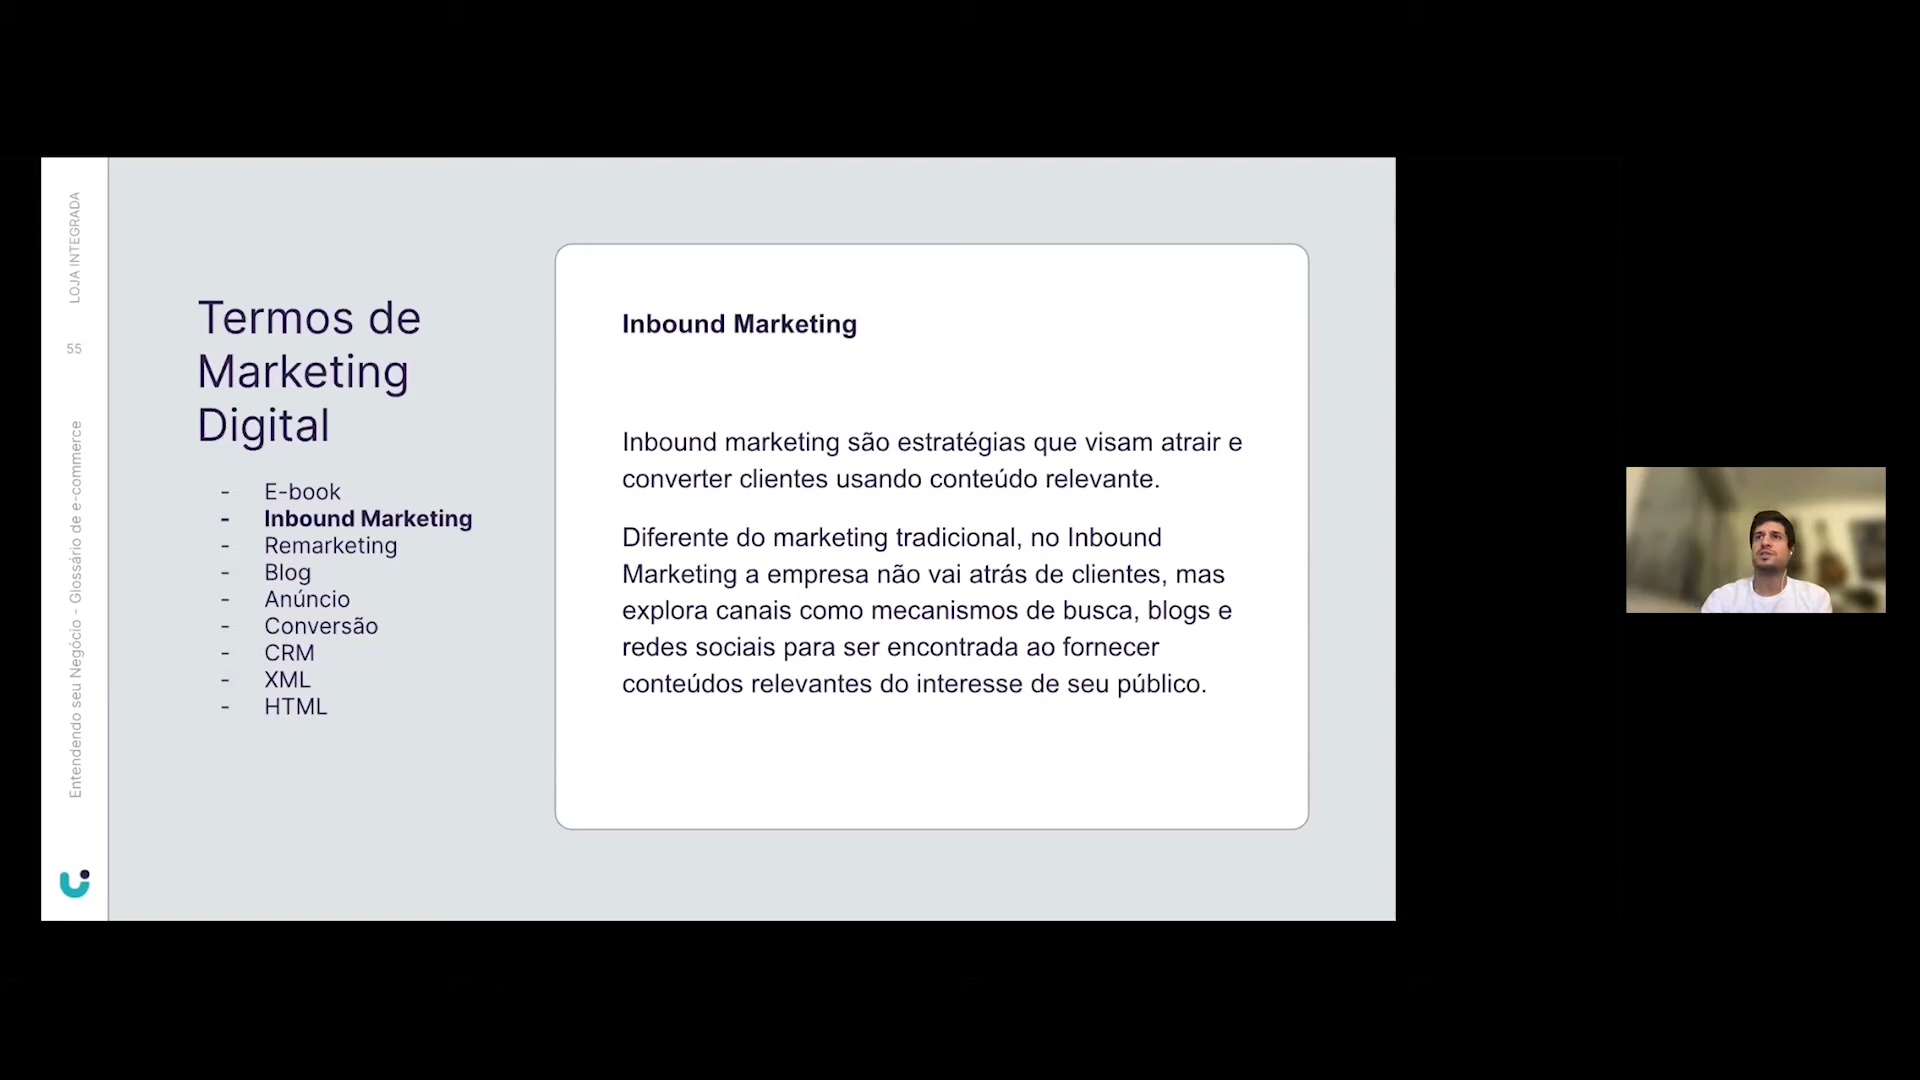 LOJA INTEGRADA
55
Entendendo seu Negócio - Glossário de e-commerce
Termos de
Marketing
Digital
- E-book
- Inbound Marketing
- Remarketing
- Blog
- Anúncio
- Conversão
- CRM
- XML
- HTML
Inbound Marketing
Inbound marketing são estratégias que visam atrair e
converter clientes usando conteúdo relevante.
Diferente do marketing tradicional, no Inbound
Marketing a empresa não vai atrás de clientes, mas
explora canais como mecanismos de busca, blogs e
redes sociais para ser encontrada ao fornecer
conteúdos relevantes do interesse de seu público.